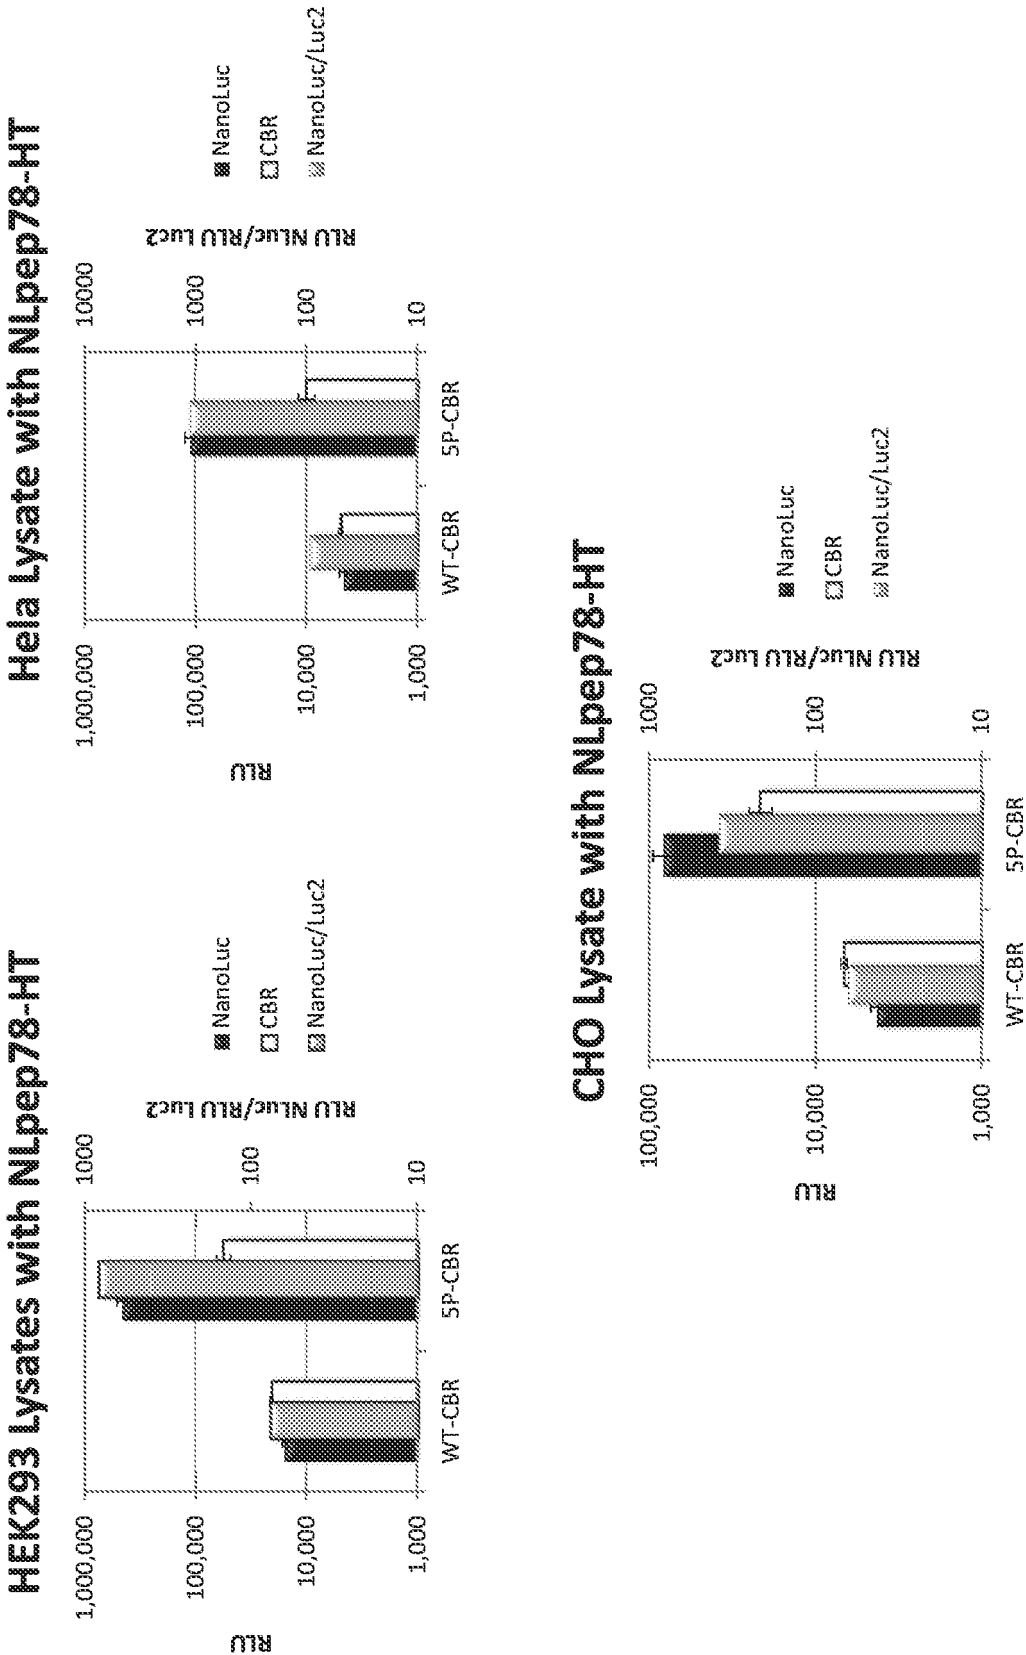 HEK293 Lysates with NLpep78-HT
1,000,000
100,000
10,000
1,000
RLU
1000
100
10
RLU NLuc/RLU Luc2
WT-CBR
5P-CBR
NanoLuc
CBR
NanoLuc/Luc2
Hela Lysate with NLpep78-HT
1,000,000
100,000
10,000
1,000
RLU
10000
1000
100
10
RLU NLuc/RLU Luc2
WT-CBR
5P-CBR
NanoLuc
CBR
NanoLuc/Luc2
CHO Lysate with NLpep78-HT
100,000
10,000
1,000
RLU
1000
100
10
RLU NLuc/RLU Luc2
WT-CBR
5P-CBR
NanoLuc
CBR
NanoLuc/Luc2